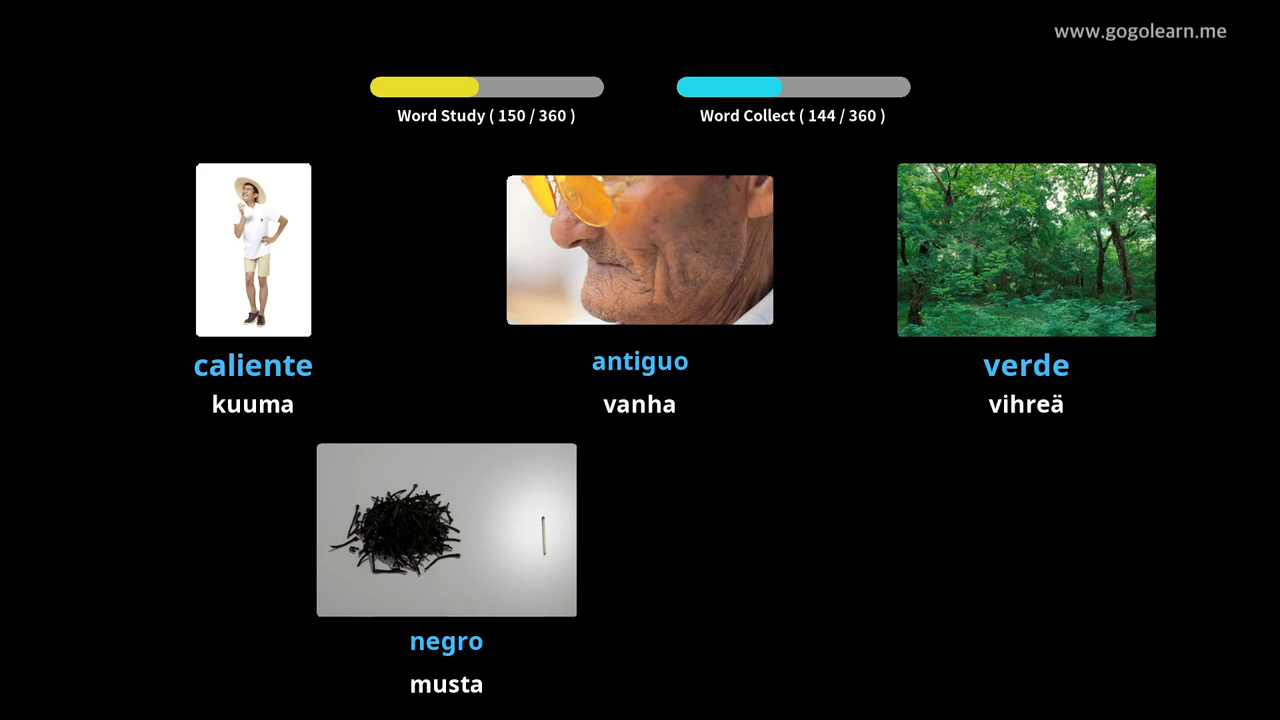 www.gogolearn.me
Word Study ( 150 / 360 )
Word Collect ( 144 / 360 )
caliente
kuuma
antiguo
vanha
verde
vihreä
negro
musta